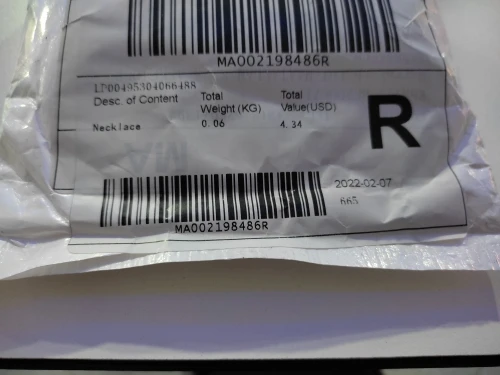 MA002198486R
LP00495304066488
Desc. of Content Total Weight (KG) Total Value(USD)
Necklace 0.06 4.34
R
2022-02-07
MA002198486R
665